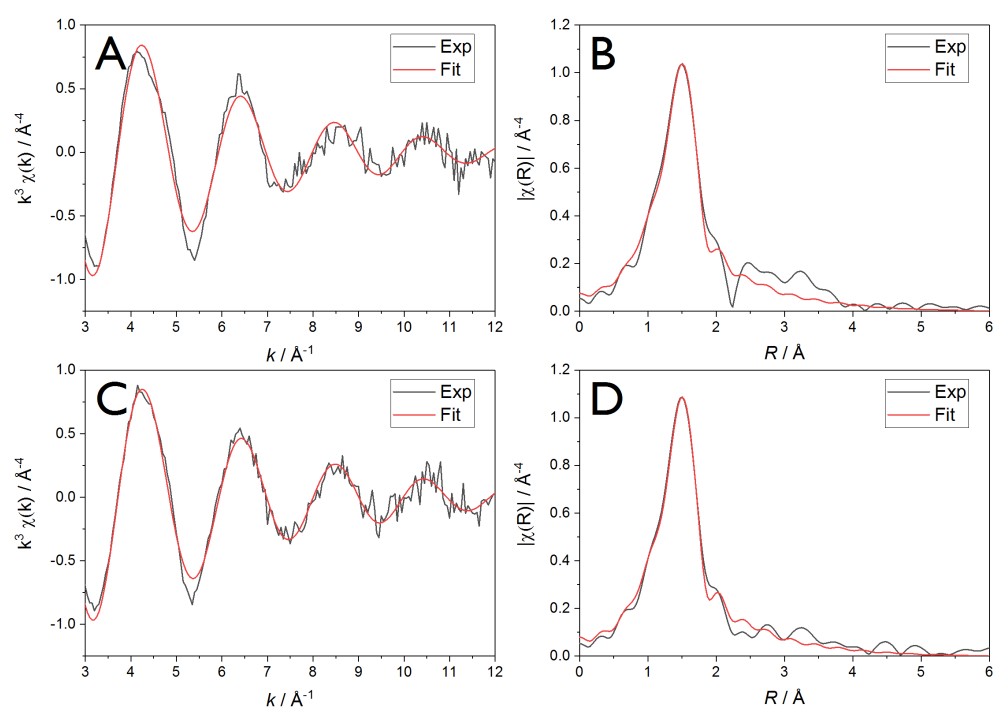 A
Exp
Fit
1.0
0.5
0.0
-0.5
-1.0
k³ χ(k) / Å⁻⁴
3 4 5 6 7 8 9 10 11 12
k / Å⁻¹
B
Exp
Fit
1.2
1.0
0.8
0.6
0.4
0.2
0.0
|χ(R)| / Å⁻⁴
0 1 2 3 4 5 6
R / Å
C
Exp
Fit
1.0
0.5
0.0
-0.5
-1.0
k³ χ(k) / Å⁻⁴
3 4 5 6 7 8 9 10 11 12
k / Å⁻¹
D
Exp
Fit
1.2
1.0
0.8
0.6
0.4
0.2
0.0
|χ(R)| / Å⁻⁴
0 1 2 3 4 5 6
R / Å